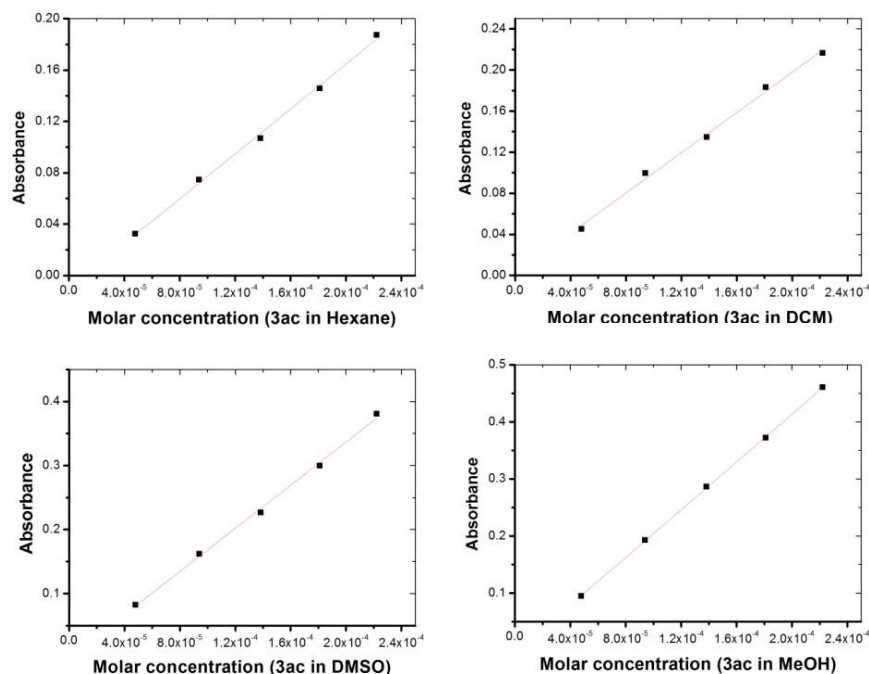 0.20
0.16
0.12
0.08
0.04
0.00
Absorbance
0.0 4.0x10⁻⁵ 8.0x10⁻⁵ 1.2x10⁻⁴ 1.6x10⁻⁴ 2.0x10⁻⁴ 2.4x10⁻⁴
Molar concentration (3ac in Hexane)
0.24
0.20
0.16
0.12
0.08
0.04
0.00
Absorbance
0.0 4.0x10⁻⁵ 8.0x10⁻⁵ 1.2x10⁻⁴ 1.6x10⁻⁴ 2.0x10⁻⁴ 2.4x10⁻⁴
Molar concentration (3ac in DCM)
0.4
0.3
0.2
0.1
Absorbance
0.0 4.0x10⁻⁵ 8.0x10⁻⁵ 1.2x10⁻⁴ 1.6x10⁻⁴ 2.0x10⁻⁴ 2.4x10⁻⁴
Molar concentration (3ac in DMSO)
0.5
0.4
0.3
0.2
0.1
Absorbance
0.0 4.0x10⁻⁵ 8.0x10⁻⁵ 1.2x10⁻⁴ 1.6x10⁻⁴ 2.0x10⁻⁴ 2.4x10⁻⁴
Molar concentration (3ac in MeOH)